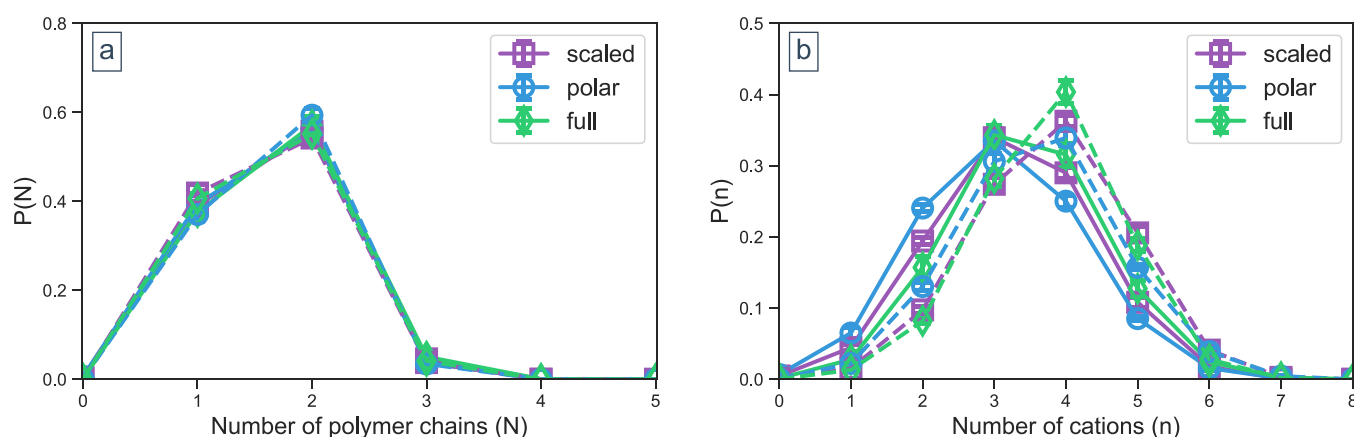 a
scaled
polar
full
P(N)
0.8
0.6
0.4
0.2
0.0
0 1 2 3 4 5
Number of polymer chains (N)
b
scaled
polar
full
P(n)
0.5
0.4
0.3
0.2
0.1
0.0
0 1 2 3 4 5 6 7 8
Number of cations (n)